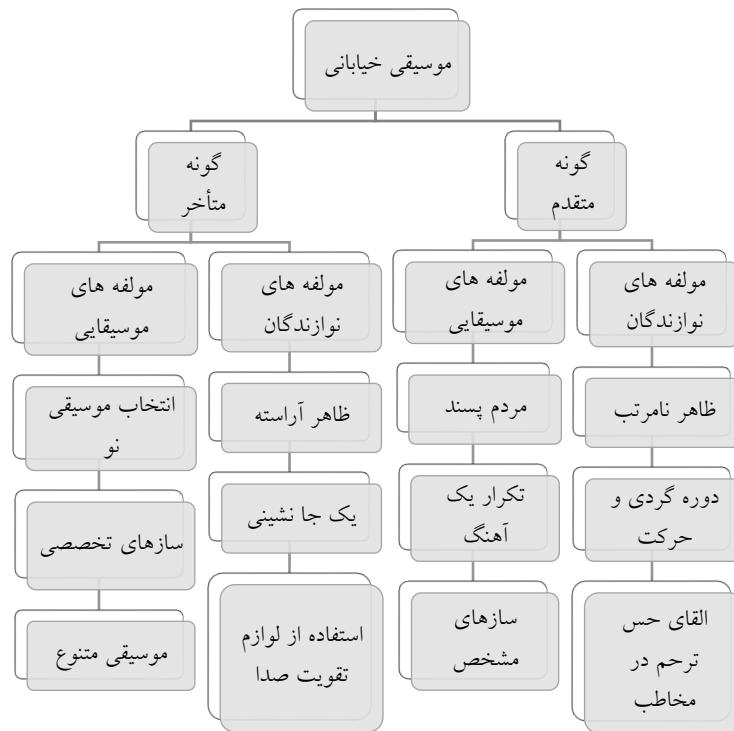 موسیقی خیابانی
گونه
متقدم
گونه
متأخر
مولفه های
نوازندگان
مولفه های
موسیقایی
مولفه های
نوازندگان
مولفه های
موسیقایی
ظاهر نامرتب
مردم پسند
ظاهر آراسته
انتخاب موسیقی
نو
دوره گردی و
حرکت
تکرار یک
آهنگ
یک جا نشینی
سازهای تخصصی
القای حس
ترحم در
مخاطب
سازهای
مشخص
استفاده از لوازم
تقویت صدا
موسیقی متنوع